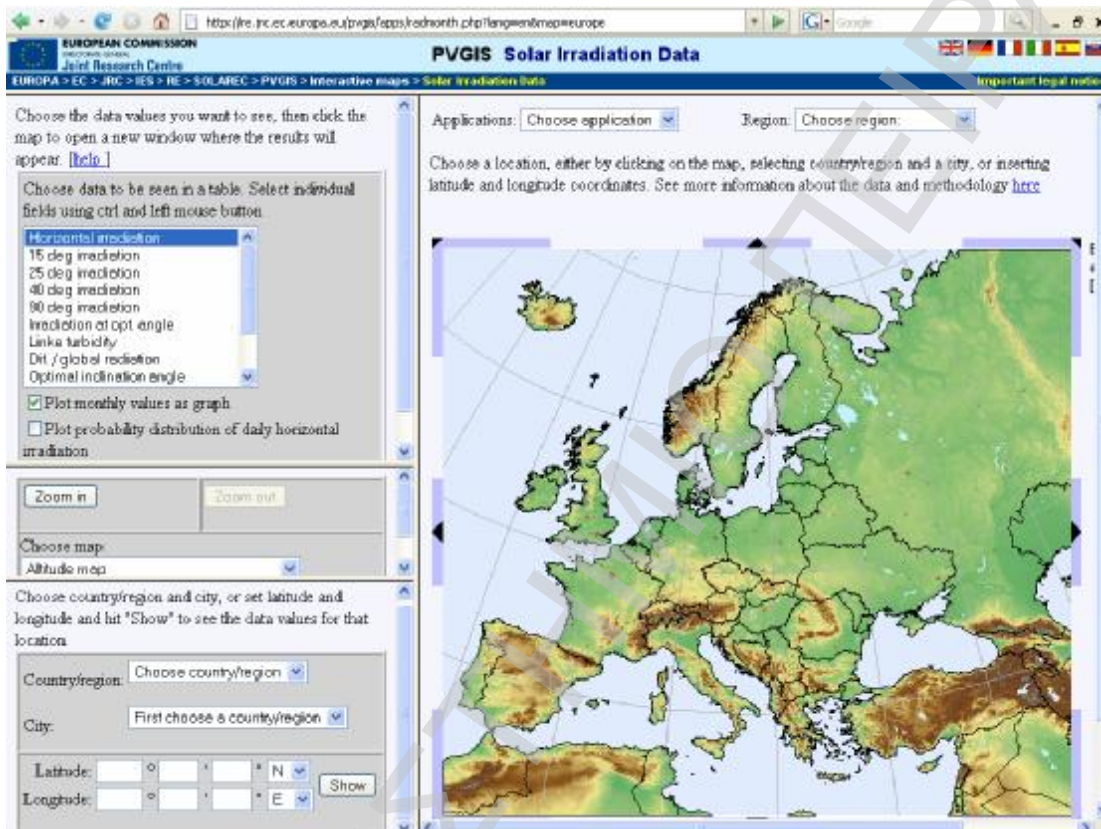 http://re.jrc.ec.europa.eu/pvgis/apps/radmonth.php?lang=en&map=europe
Google
EUROPEAN COMMISSION
DIRECTORATE-GENERAL
Joint Research Centre
PVGIS Solar Irradiation Data
EUROPA > EC > JRC > IES > RE > SOLAREC > PVGIS > Interactive maps > Solar Irradiation Data
Important legal notice
Choose the data values you want to see, then click the
map to open a new window where the results will
appear. [help ]
Choose data to be seen in a table. Select individual
fields using ctrl and left mouse button
Horizontal irradiation
15 deg irradiation
25 deg irradiation
40 deg irradiation
90 deg irradiation
Irradiation at opt. angle
Linke turbidity
Dif. / global radiation
Optimal inclination angle
Plot monthly values as graph
Plot probability distribution of daily horizontal
irradiation
Zoom in
Zoom out
Choose map:
Altitude map
Choose country/region and city, or set latitude and
longitude and hit "Show" to see the data values for that
location
Country/region: Choose country/region
City: First choose a country/region
Latitude: ° ' " N
Longitude: ° ' " E
Show
Applications: Choose application
Region: Choose region:
Choose a location, either by clicking on the map, selecting country/region and a city, or inserting
latitude and longitude coordinates. See more information about the data and methodology here